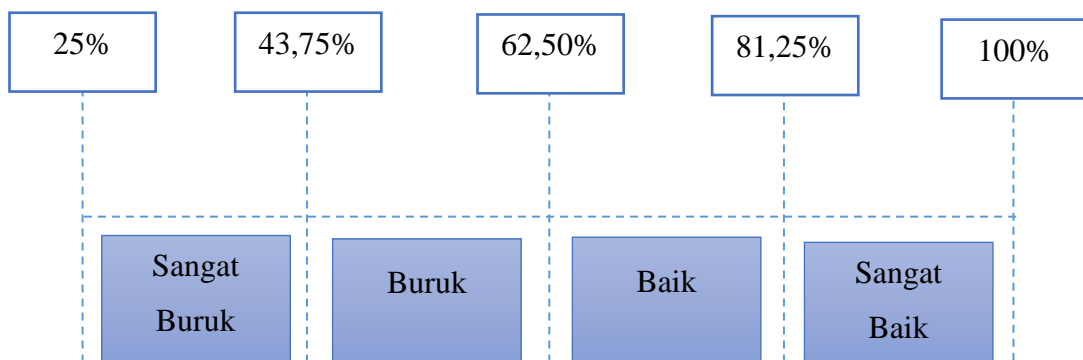 25%
43,75%
62,50%
81,25%
100%
Sangat
Buruk
Buruk
Baik
Sangat
Baik